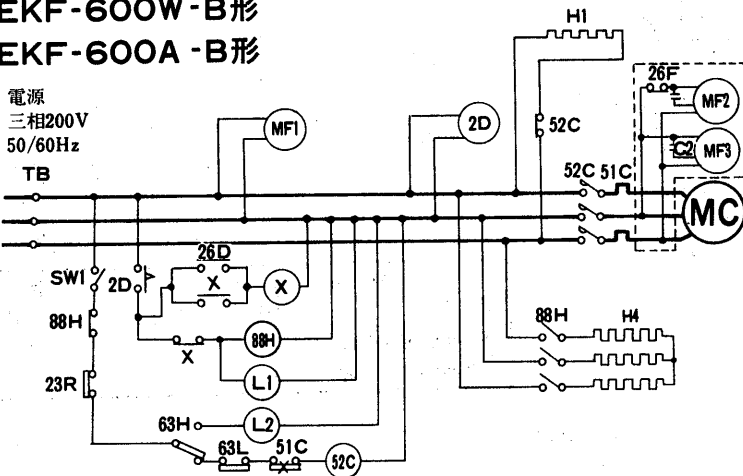 EKF-600W-B形
EKF-600A-B形
電源
三相200V
50/60Hz
TB
H1
26F
MF2
MF1
2D
52C
C2
MF3
52C
51C
MC
SW1
2D
26D
X
X
88H
X
88H
88H
H4
23R
L1
63H
L2
63L
51C
X
52C